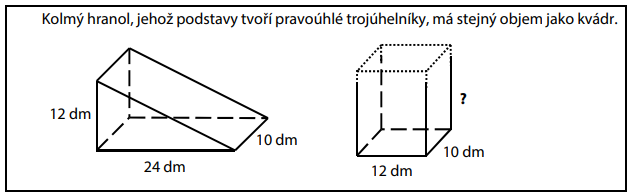 Kolmý hranol, jehož podstavy tvoří pravoúhlé trojúhelníky, má stejný objem jako kvádr.
12 dm
24 dm
10 dm
?
12 dm
10 dm